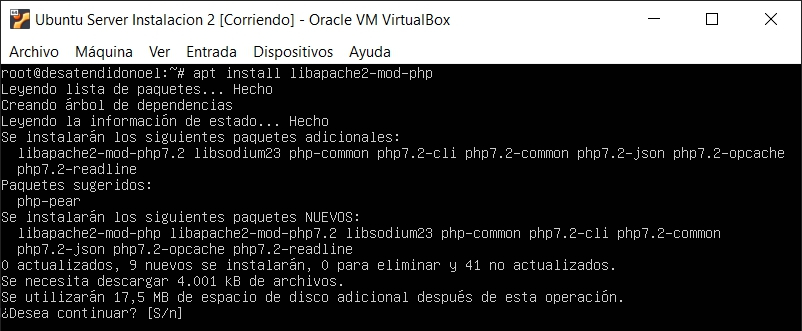 Ubuntu Server Instalacion 2 [Corriendo] - Oracle VM VirtualBox
Archivo Máquina Ver Entrada Dispositivos Ayuda
root@desatendidonoel:~# apt install libapache2-mod-php
Leyendo lista de paquetes... Hecho
Creando árbol de dependencias
Leyendo la información de estado... Hecho
Se instalarán los siguientes paquetes adicionales:
libapache2-mod-php7.2 libsodium23 php-common php7.2-cli php7.2-common php7.2-json php7.2-opcache
php7.2-readline
Paquetes sugeridos:
php-pear
Se instalarán los siguientes paquetes NUEVOS:
libapache2-mod-php libapache2-mod-php7.2 libsodium23 php-common php7.2-cli php7.2-common
php7.2-json php7.2-opcache php7.2-readline
0 actualizados, 9 nuevos se instalarán, 0 para eliminar y 41 no actualizados.
Se necesita descargar 4.001 kB de archivos.
Se utilizarán 17,5 MB de espacio de disco adicional después de esta operación.
¿Desea continuar? [S/n]